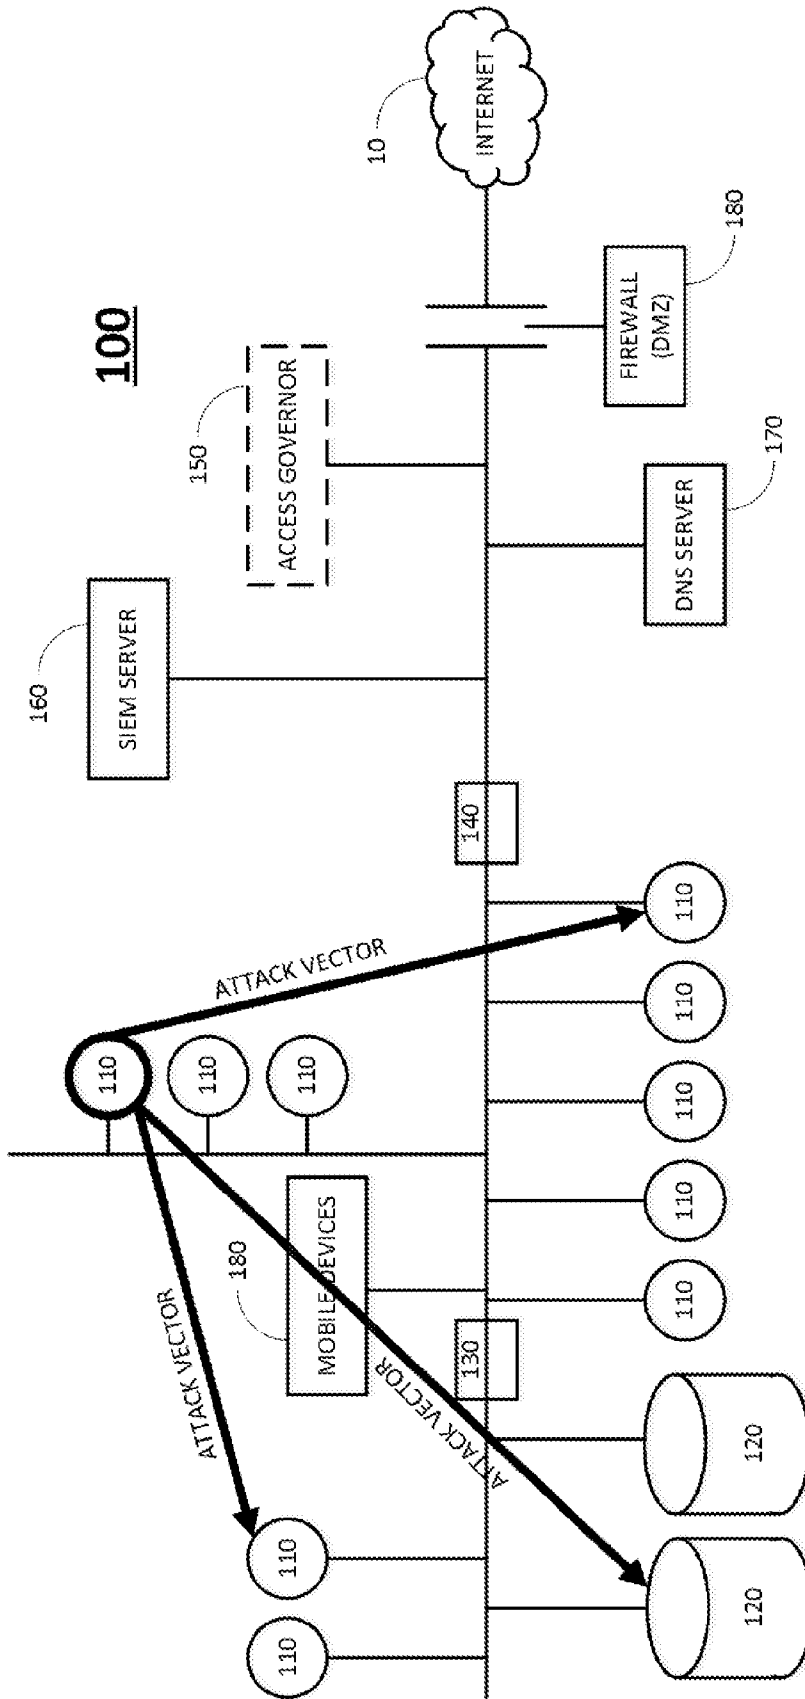 100
160
SIEM SERVER
150
ACCESS GOVERNOR
10
INTERNET
110
110
110
ATTACK VECTOR
ATTACK VECTOR
ATTACK VECTOR
180
MOBILE DEVICES
110
110
130
140
FIREWALL
(DMZ)
180
DNS SERVER
170
120
120
110
110
110
110
110